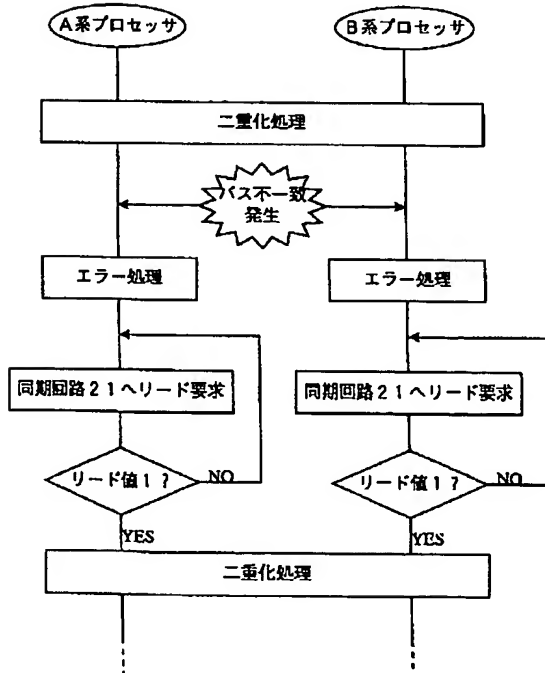 A系プロセッサ
B系プロセッサ
二重化処理
バス不一致
発生
エラー処理
エラー処理
同期回路21へリード要求
同期回路21へリード要求
リード値1?
NO
リード値1?
NO
YES
YES
二重化処理